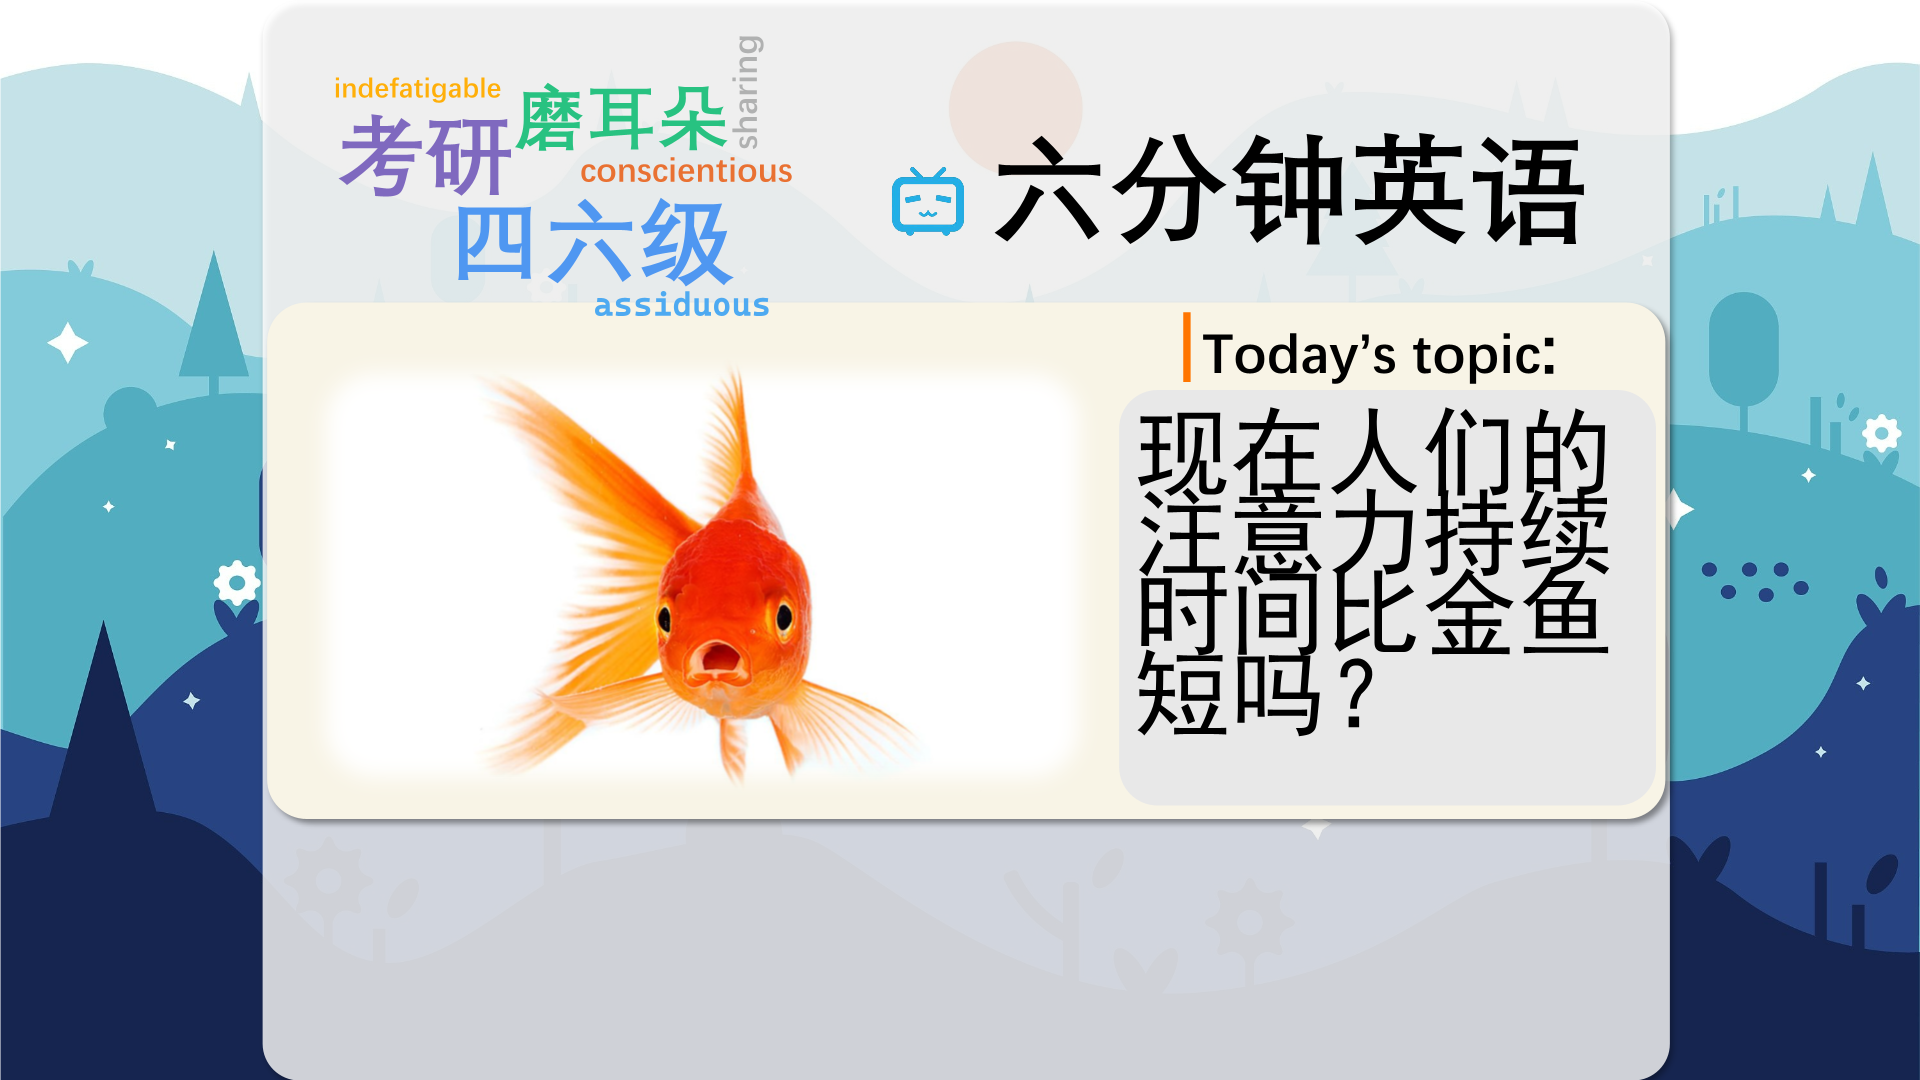 indefatigable
磨耳朵
sharing
考研
conscientious
四六级
assiduous
六分钟英语
Today’s topic:
现在人们的
注意力持续
时间比金鱼
短吗？